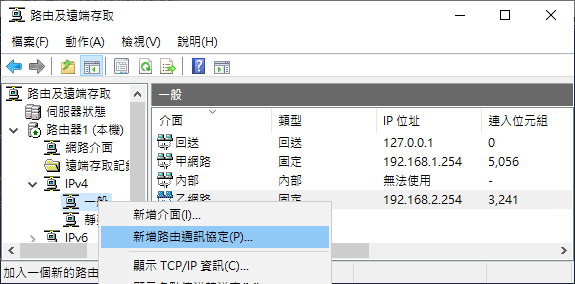 路由及遠端存取
檔案(F) 動作(A) 檢視(V) 說明(H)
路由及遠端存取
伺服器狀態
路由器1 (本機)
網路介面
遠端存取記錄
IPv4
一般
靜
IPv6
一般
介面 類型 IP 位址 連入位元組
回送 回送 127.0.0.1 0
甲網路 固定 192.168.1.254 5,056
內部 內部 無法使用 -
乙網路 固定 192.168.2.254 3,241
新增介面(I)...
新增路由通訊協定(P)...
顯示 TCP/IP 資訊(C)...
加入一個新的路由